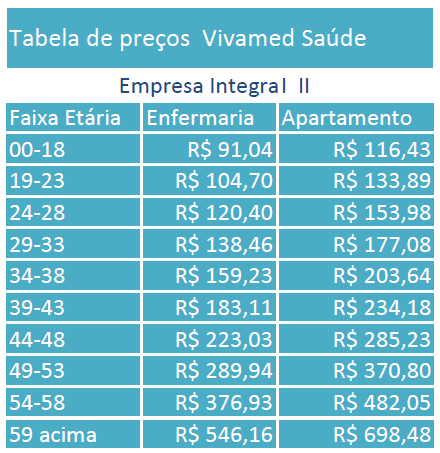 Tabela de preços Vivamed Saúde
Empresa Integral II
Faixa Etária Enfermaria Apartamento
00-18 R$ 91,04 R$ 116,43
19-23 R$ 104,70 R$ 133,89
24-28 R$ 120,40 R$ 153,98
29-33 R$ 138,46 R$ 177,08
34-38 R$ 159,23 R$ 203,64
39-43 R$ 183,11 R$ 234,18
44-48 R$ 223,03 R$ 285,23
49-53 R$ 289,94 R$ 370,80
54-58 R$ 376,93 R$ 482,05
59 acima R$ 546,16 R$ 698,48